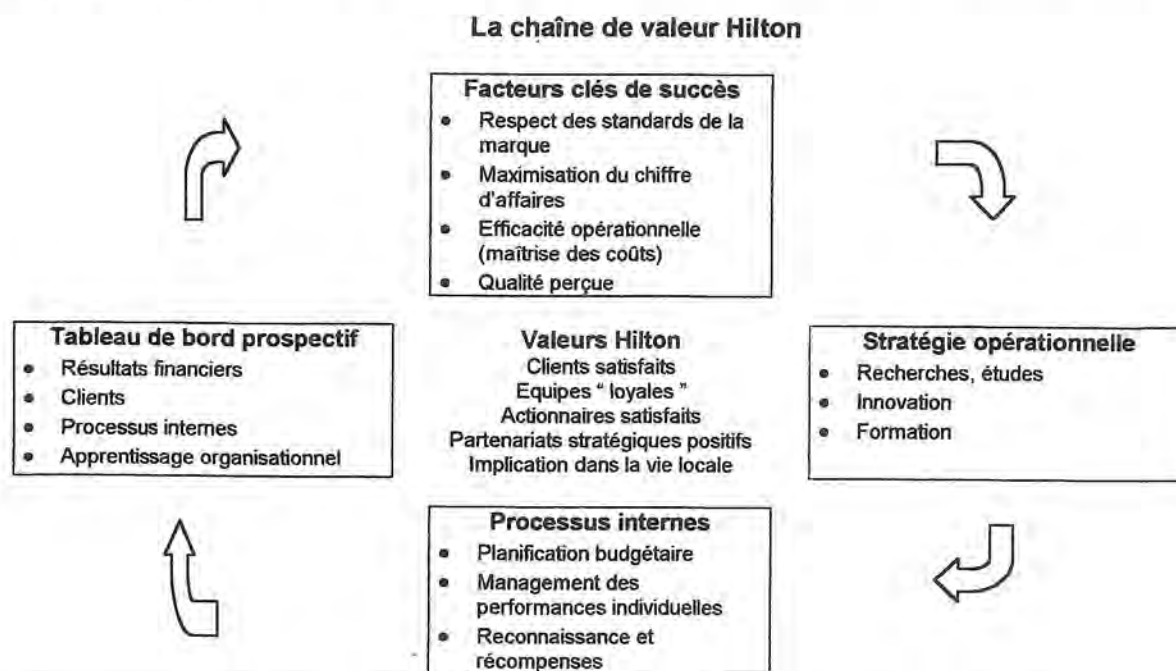 La chaîne de valeur Hilton
Facteurs clés de succès
• Respect des standards de la
marque
• Maximisation du chiffre
d'affaires
• Efficacité opérationnelle
(maîtrise des coûts)
• Qualité perçue
Tableau de bord prospectif
• Résultats financiers
• Clients
• Processus internes
• Apprentissage organisationnel
Valeurs Hilton
Clients satisfaits
Equipes " loyales "
Actionnaires satisfaits
Partenariats stratégiques positifs
Implication dans la vie locale
Stratégie opérationnelle
• Recherches, études
• Innovation
• Formation
Processus internes
• Planification budgétaire
• Management des
performances individuelles
• Reconnaissance et
récompenses